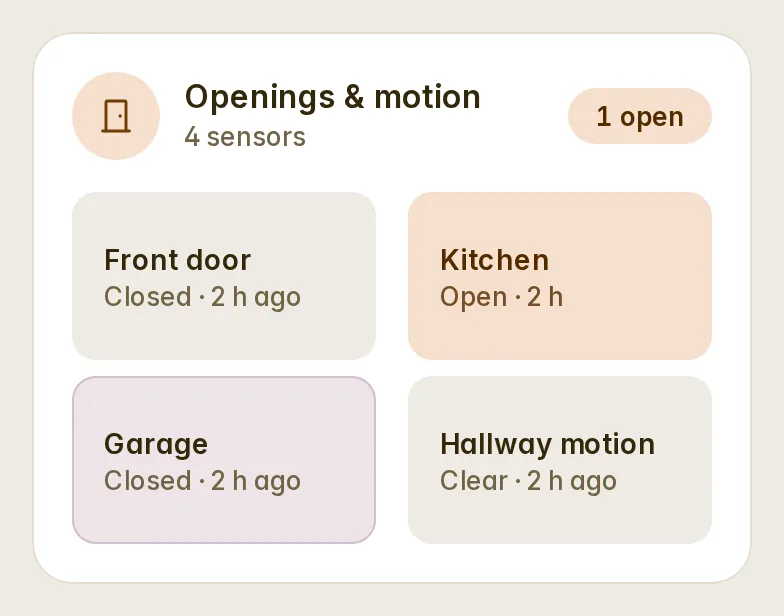 Openings & motion
4 sensors
1 open
Front door
Closed · 2 h ago
Kitchen
Open · 2 h
Garage
Closed · 2 h ago
Hallway motion
Clear · 2 h ago